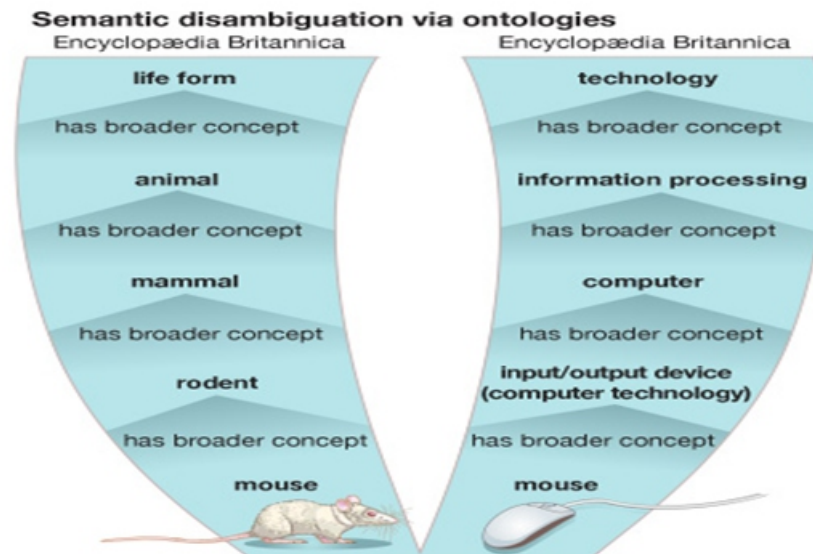 Semantic disambiguation via ontologies
Encyclopædia Britannica
life form
has broader concept
animal
has broader concept
mammal
has broader concept
rodent
has broader concept
mouse
Encyclopædia Britannica
technology
has broader concept
information processing
has broader concept
computer
has broader concept
input/output device
(computer technology)
has broader concept
mouse